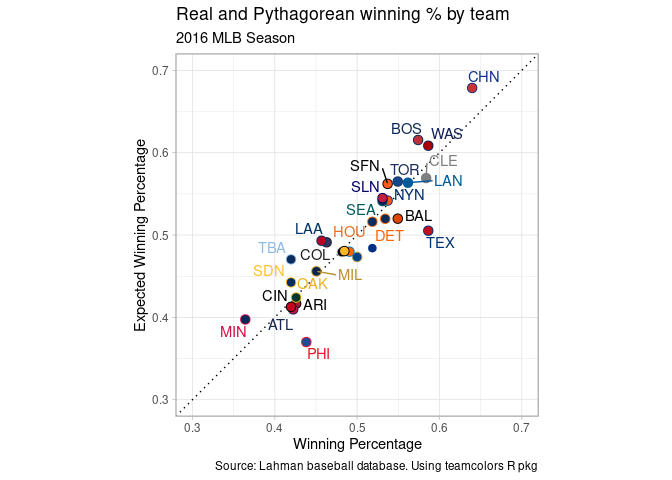 Real and Pythagorean winning % by team
2016 MLB Season
Expected Winning Percentage
0.7
0.6
0.5
0.4
0.3
CHN
BOS
WAS
CLE
SFN
TOR
LAN
SLN
NYN
SEA
BAL
LAA
HOU
DET
TEX
TBA
COL
SDN
MIL
OAK
CIN
ARI
ATL
MIN
PHI
0.3 0.4 0.5 0.6 0.7
Winning Percentage
Source: Lahman baseball database. Using teamcolors R pkg